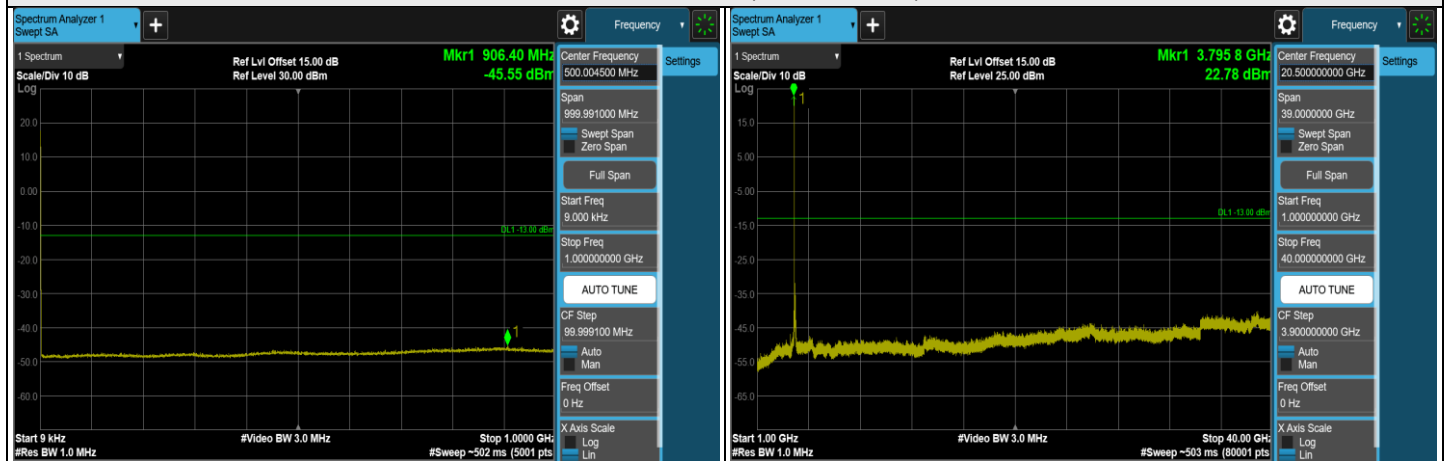 Spectrum Analyzer 1
Swept SA
+
Frequency
1 Spectrum
Scale/Div 10 dB
Log
Ref Lvl Offset 15.00 dB
Ref Level 30.00 dBm
Mkr1 906.40 MHz
-45.55 dBm
20.0
10.0
0.00
-10.0
-20.0
-30.0
-40.0
-50.0
-60.0
DL1 -13.00 dBm
1
Start 9 kHz
#Res BW 1.0 MHz
#Video BW 3.0 MHz
Stop 1.0000 GHz
#Sweep ~502 ms (5001 pts
Center Frequency
500.004500 MHz
Settings
Span
999.991000 MHz
Swept Span
Zero Span
Full Span
Start Freq
9.000 kHz
Stop Freq
1.000000000 GHz
AUTO TUNE
CF Step
99.999100 MHz
Auto
Man
Freq Offset
0 Hz
X Axis Scale
Log
Lin
Spectrum Analyzer 1
Swept SA
+
Frequency
1 Spectrum
Scale/Div 10 dB
Log
Ref Lvl Offset 15.00 dB
Ref Level 25.00 dBm
Mkr1 3.795 8 GHz
22.78 dBm
1
15.0
5.00
-5.00
-15.0
-25.0
-35.0
-45.0
-55.0
-65.0
DL1 -13.00 dBm
Start 1.00 GHz
#Res BW 1.0 MHz
#Video BW 3.0 MHz
Stop 40.00 GHz
#Sweep ~503 ms (80001 pts
Center Frequency
20.500000000 GHz
Settings
Span
39.0000000 GHz
Swept Span
Zero Span
Full Span
Start Freq
1.000000000 GHz
Stop Freq
40.000000000 GHz
AUTO TUNE
CF Step
3.900000000 GHz
Auto
Man
Freq Offset
0 Hz
X Axis Scale
Log
Lin